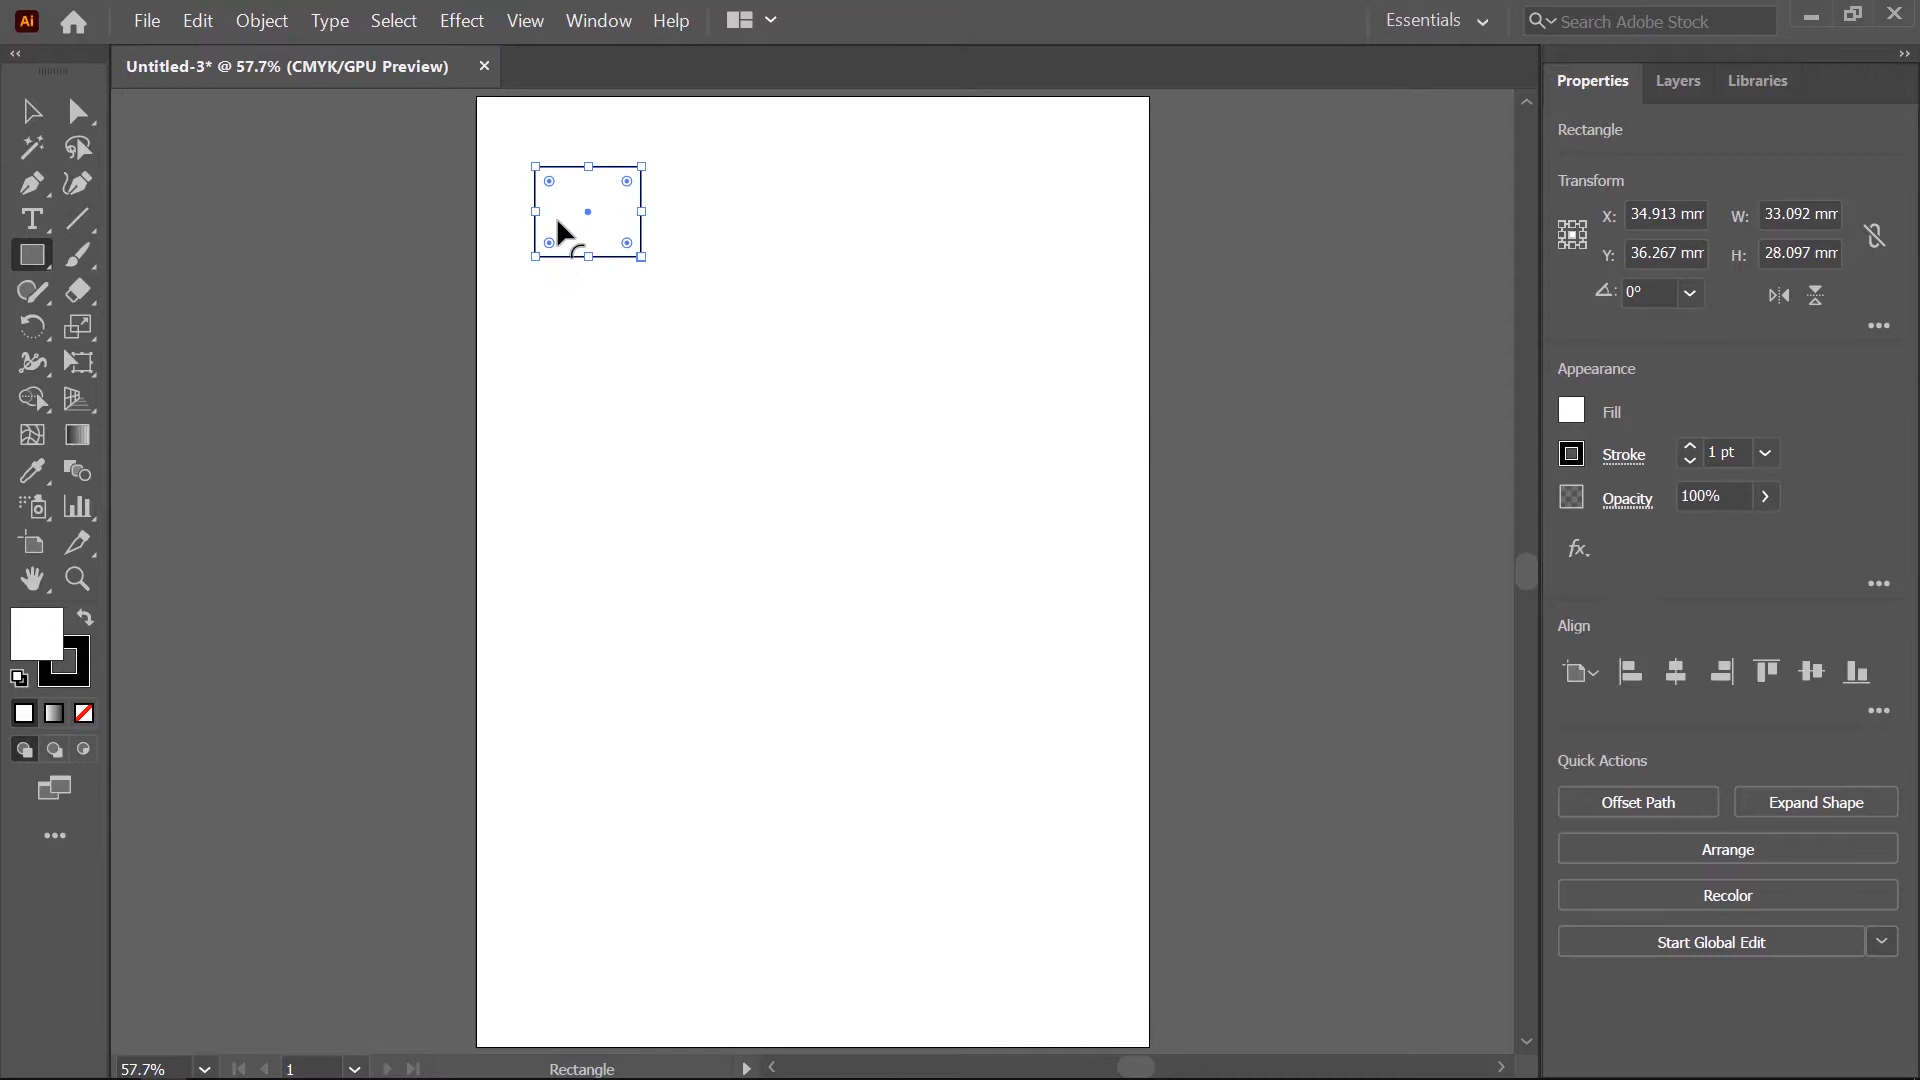 Ai File Edit Object Type Select Effect View Window Help Essentials Search Adobe Stock
Untitled-3* @ 57.7% (CMYK/GPU Preview)
Properties Layers Libraries
Rectangle
Transform
X: 34.913 mm W: 33.092 mm
Y: 36.267 mm H: 28.097 mm
0°
Appearance
Fill
Stroke 1 pt
Opacity 100%
fx
Align
Quick Actions
Offset Path Expand Shape
Arrange
Recolor
Start Global Edit
57.7% 1 Rectangle